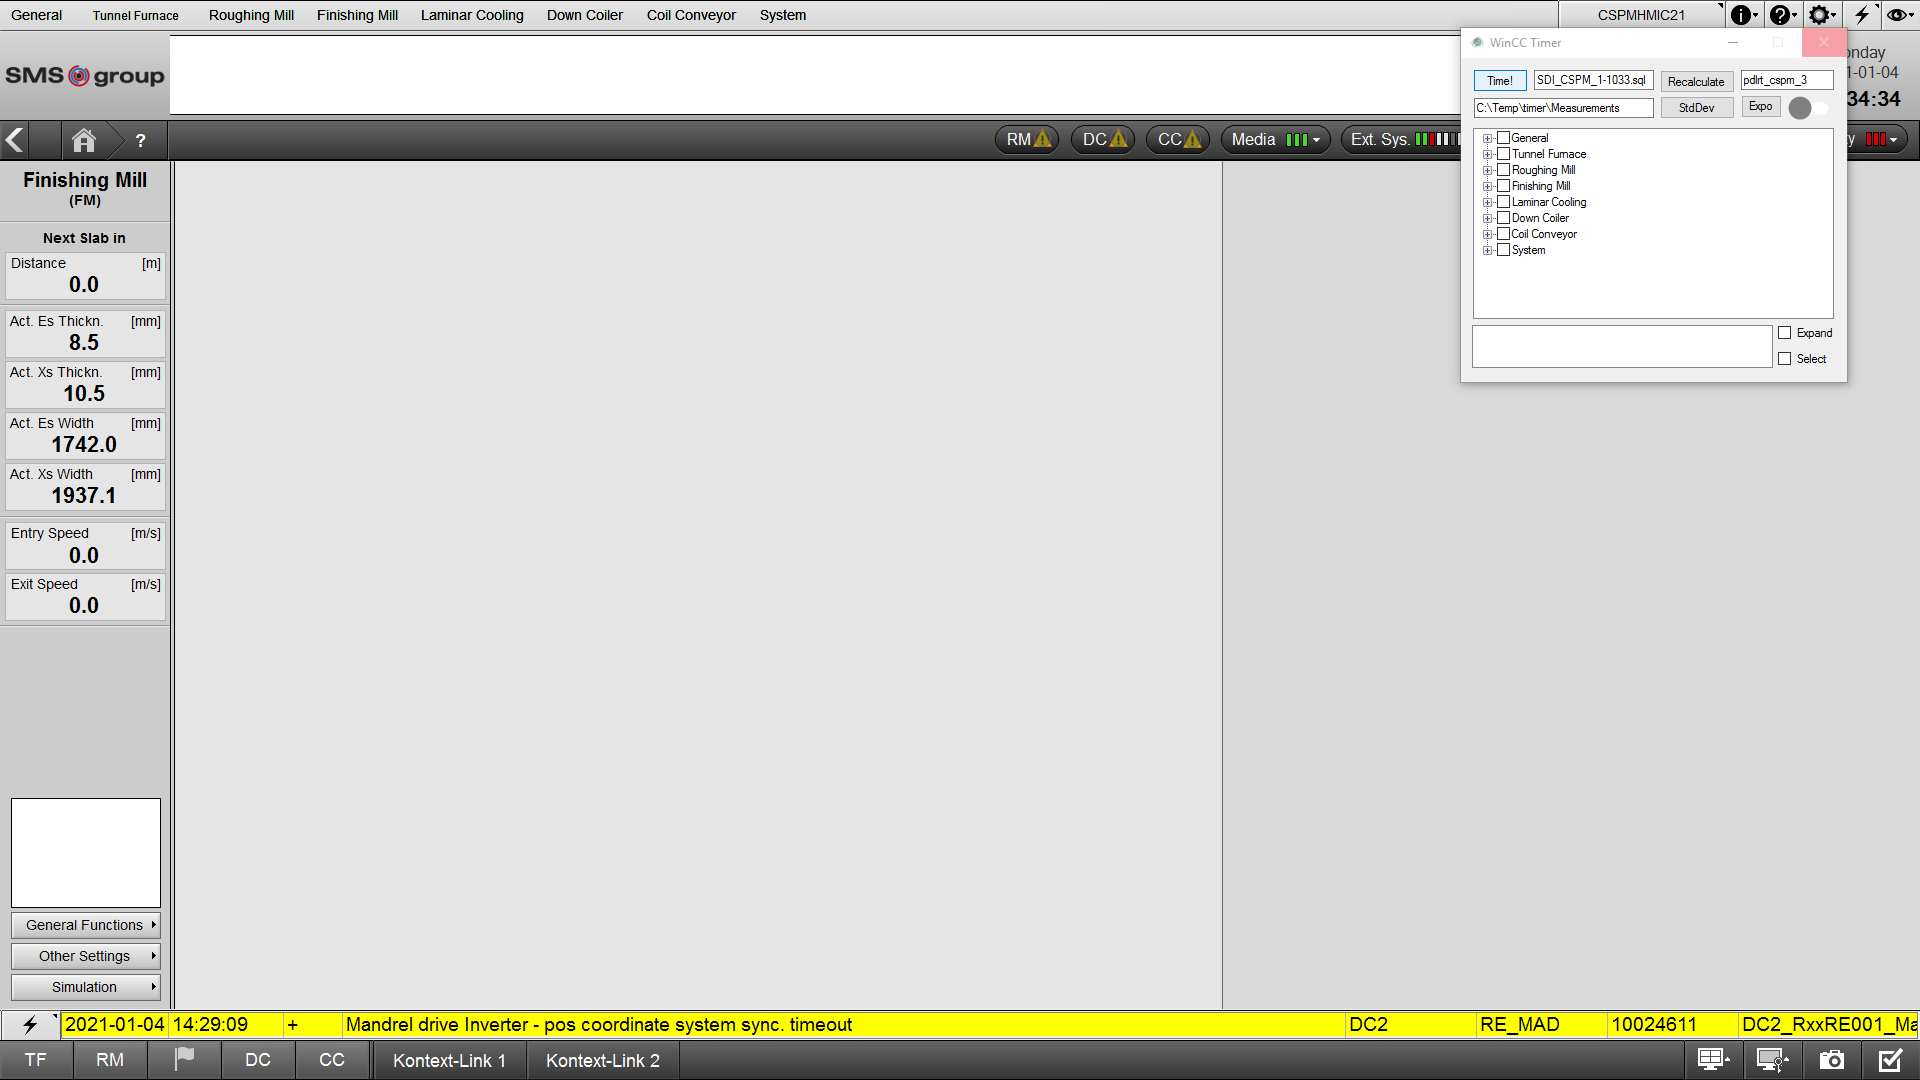 General Tunnel Furnace Roughing Mill Finishing Mill Laminar Cooling Down Coiler Coil Conveyor System CSPMHMIC21
SMS group
WinCC Timer
onday
1-01-04
34:34
Time! SDI_CSPM_1-1033.sql Recalculate pdlrt_cspm_3
C:\Temp\timer\Measurements StdDev Expo
General
Tunnel Furnace
Roughing Mill
Finishing Mill
Laminar Cooling
Down Coiler
Coil Conveyor
System
Expand
Select
? RM DC CC Media Ext. Sys. y
Finishing Mill
(FM)
Next Slab in
Distance [m]
0.0
Act. Es Thickn. [mm]
8.5
Act. Xs Thickn. [mm]
10.5
Act. Es Width [mm]
1742.0
Act. Xs Width [mm]
1937.1
Entry Speed [m/s]
0.0
Exit Speed [m/s]
0.0
General Functions
Other Settings
Simulation
2021-01-04 14:29:09 + Mandrel drive Inverter - pos coordinate system sync. timeout DC2 RE_MAD 10024611 DC2_RxxRE001_Ma
TF RM DC CC Kontext-Link 1 Kontext-Link 2